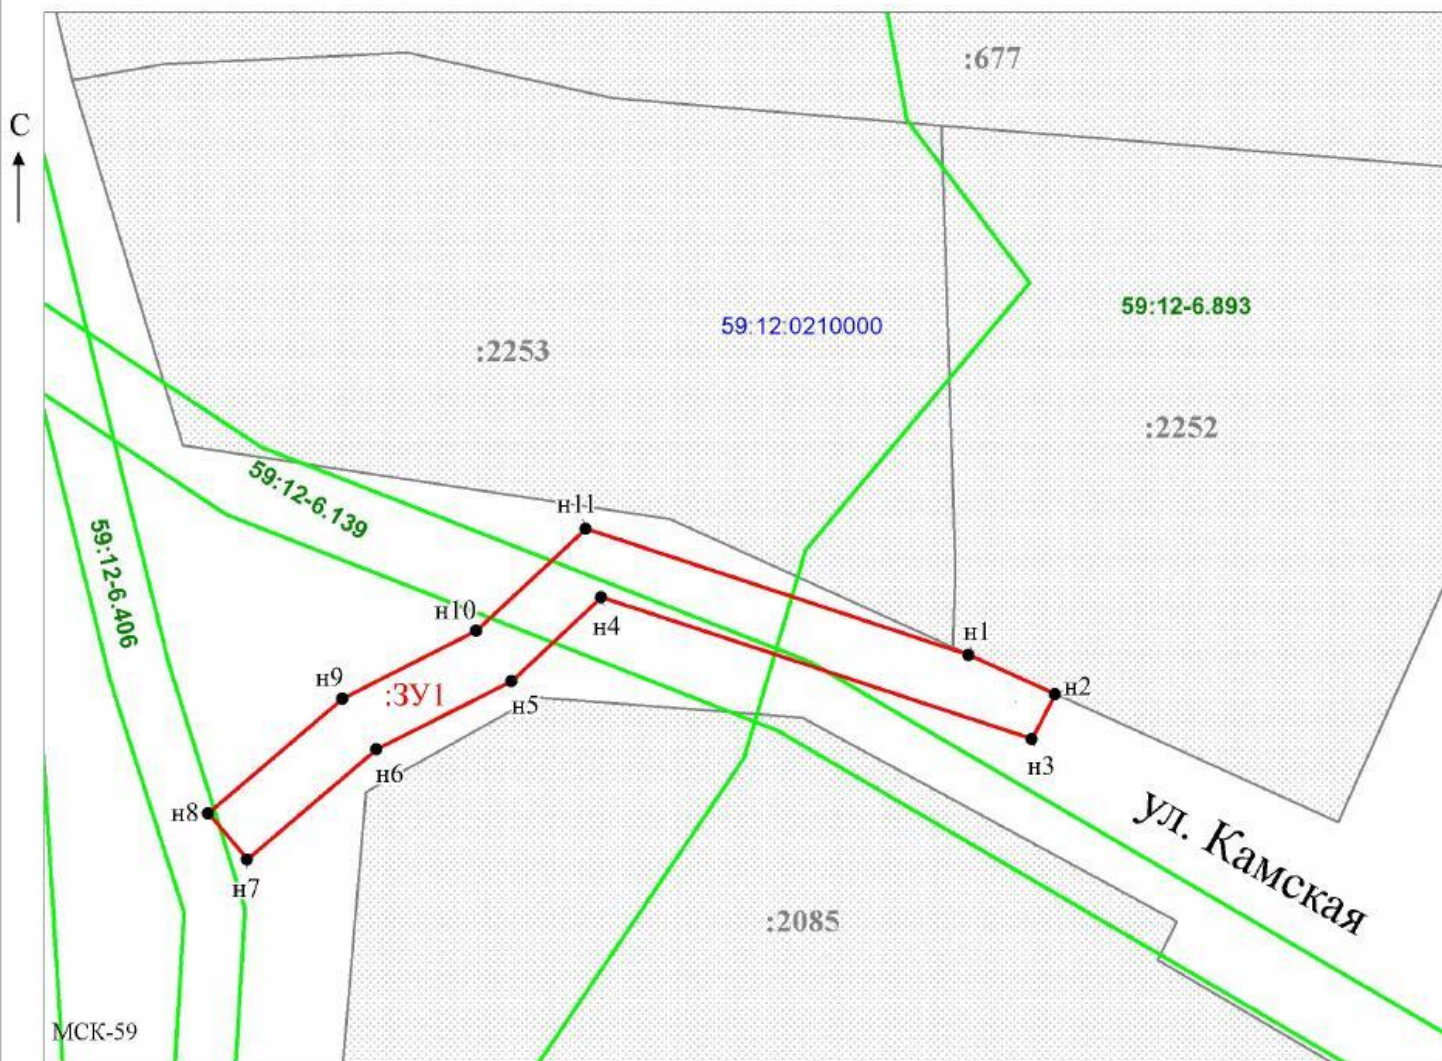 :677
С
59:12-6.893
59:12:0210000
:2253
:2252
59:12-6.139
н11
59:12-6.406
н10
н4
н1
н9
:ЗУ1
н2
н5
н3
н6
н8
ул. Камская
н7
:2085
МСК-59